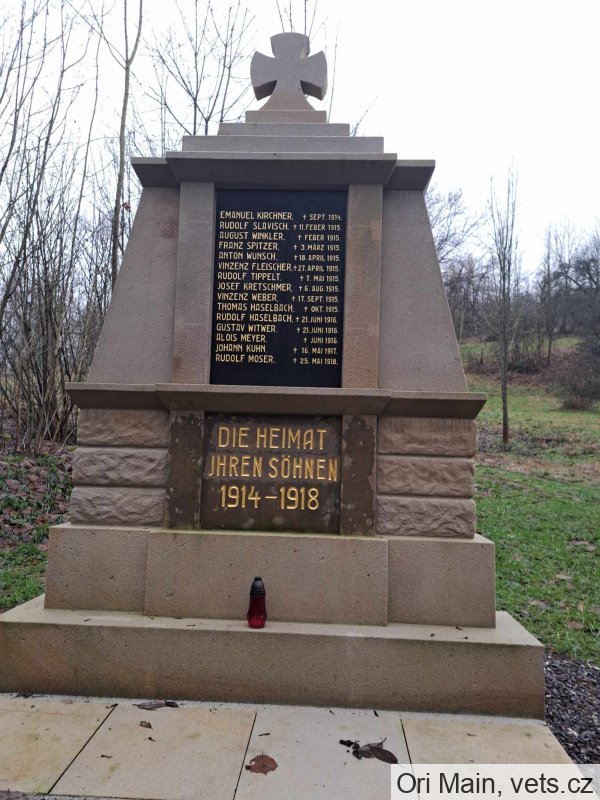 EMANUEL KIRCHNER. † SEPT. 1914.
RUDOLF SLAVISCH. † 11. FEBER 1915.
AUGUST WINKLER. † FEBER 1915.
FRANZ SPITZER. † 3. MÄRZ 1915.
ANTON WUNSCH. † 18. APRIL 1915.
VINZENZ FLEISCHER. † 27. APRIL 1915.
RUDOLF TIPPELT. † 7. MAI 1915.
JOSEF KRETSCHMER. † 6. AUG. 1915.
VINZENZ WEBER. † 17. SEPT. 1915.
THOMAS HASELBACH. † OKT. 1915.
RUDOLF HASELBACH. † 21. JUNI 1916.
GUSTAV WITWER. † 21. JUNI 1916.
ALOIS MEYER. † JUNI 1916.
JOHANN KUHN. † 16. MAI 1917.
RUDOLF MOSER. † 25. MAI 1918.
DIE HEIMAT
JHREN SÖHNEN
1914-1918
Ori Main, vets.cz